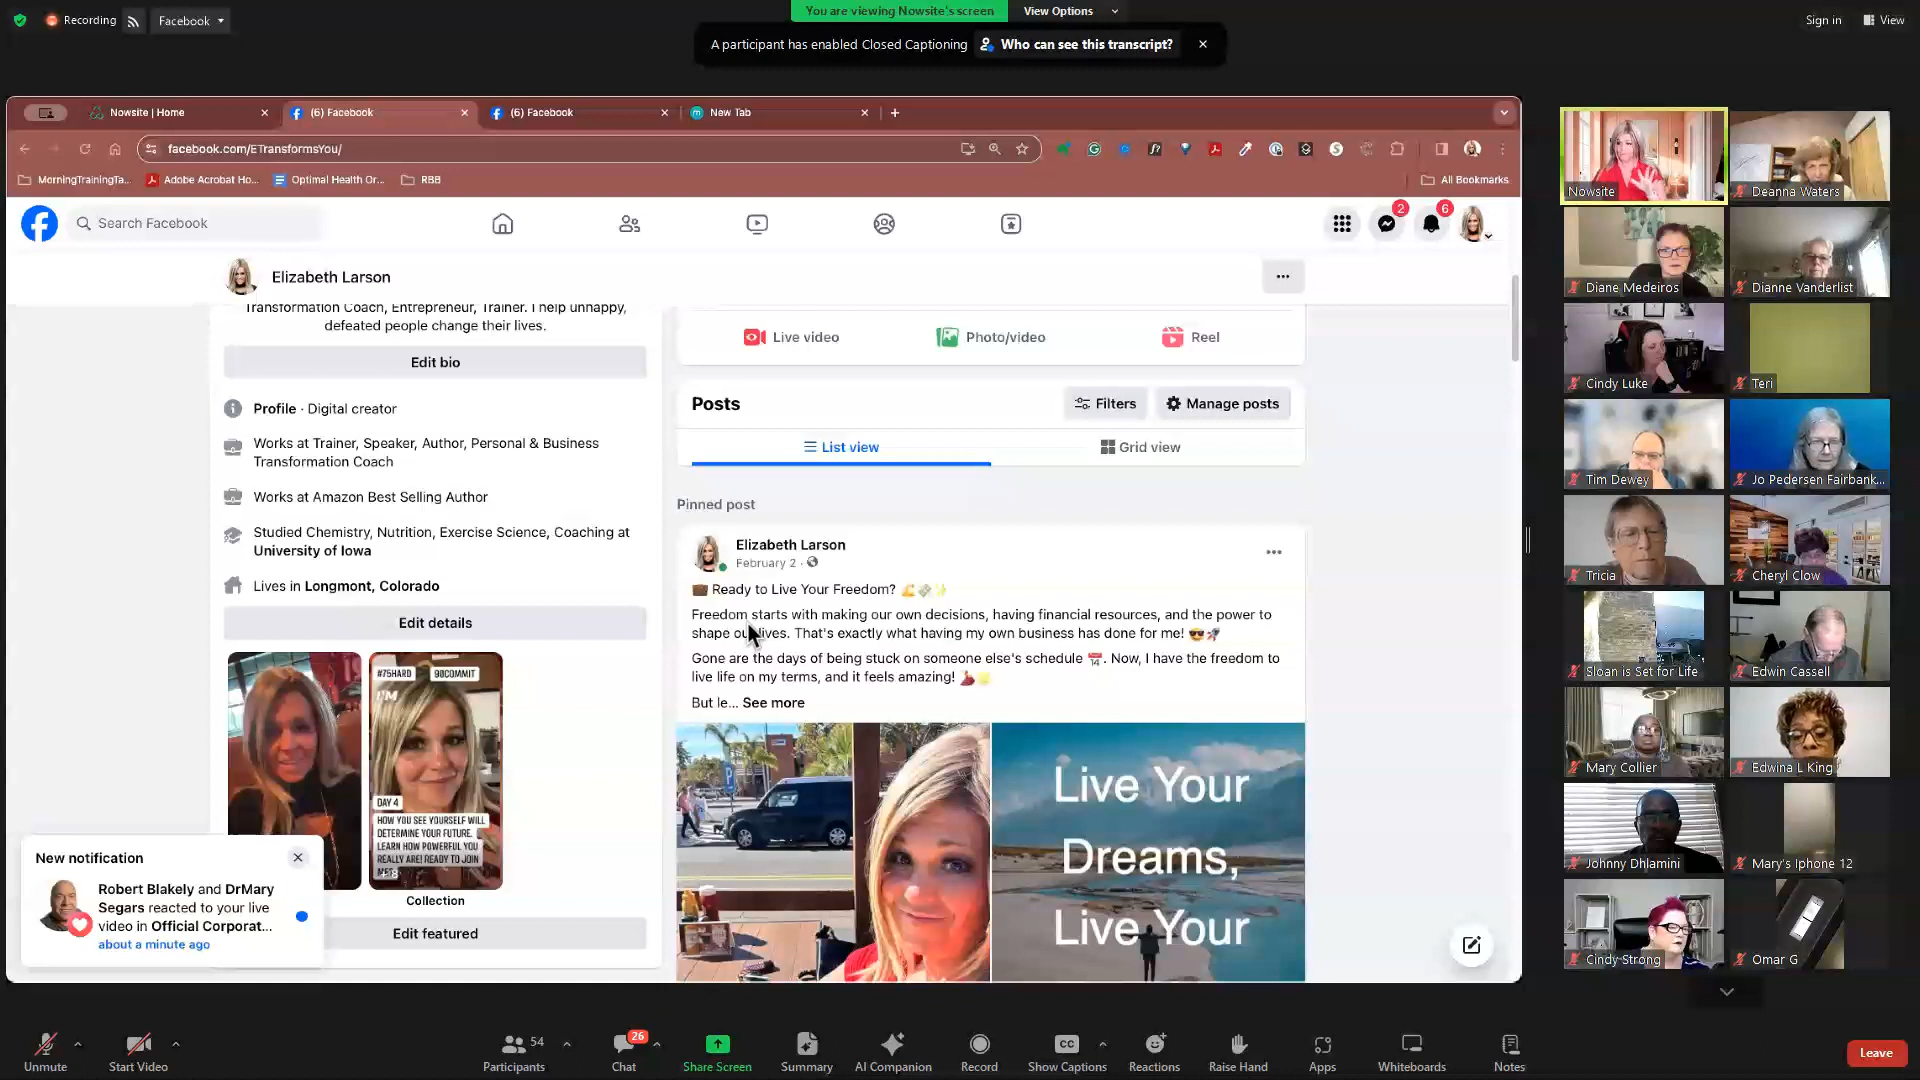 Recording
Facebook
You are viewing Nowsite's screen
View Options
Sign in
View
A participant has enabled Closed Captioning
Who can see this transcript?
Nowsite | Home
(6) Facebook
(6) Facebook
New Tab
facebook.com/ETransformsYou/
MorningTrainingTa...
Adobe Acrobat Ho...
Optimal Health Or...
RBB
All Bookmarks
Search Facebook
2
6
Elizabeth Larson
Transformation Coach, Entrepreneur, Trainer. I help unhappy,
defeated people change their lives.
Edit bio
Profile · Digital creator
Works at Trainer, Speaker, Author, Personal & Business
Transformation Coach
Works at Amazon Best Selling Author
Studied Chemistry, Nutrition, Exercise Science, Coaching at
University of Iowa
Lives in Longmont, Colorado
Edit details
#75HARD
90COMMIT
I'M
DAY 4
HOW YOU SEE YOURSELF WILL
DETERMINE YOUR FUTURE.
LEARN HOW POWERFUL YOU
REALLY ARE! READY TO JOIN
ME?
Collection
Edit featured
New notification
Robert Blakely and DrMary
Segars reacted to your live
video in Official Corporat...
about a minute ago
Live video
Photo/video
Reel
Posts
Filters
Manage posts
List view
Grid view
Pinned post
Elizabeth Larson
February 2 ·
Ready to Live Your Freedom?
Freedom starts with making our own decisions, having financial resources, and the power to
shape our lives. That's exactly what having my own business has done for me!
Gone are the days of being stuck on someone else's schedule. Now, I have the freedom to
live life on my terms, and it feels amazing!
But le... See more
Live Your
Dreams,
Live Your
Nowsite
Deanna Waters
Diane Medeiros
Dianne Vanderlist
Cindy Luke
Teri
Tim Dewey
Jo Pedersen Fairbank...
Tricia
Cheryl Clow
Sloan is Set for Life
Edwin Cassell
Mary Collier
Edwina L King
Johnny Dhlamini
Mary's Iphone 12
Cindy Strong
Omar G
Unmute
Start Video
54
Participants
26
Chat
Share Screen
Summary
AI Companion
Record
CC
Show Captions
Reactions
Raise Hand
Apps
Whiteboards
Notes
Leave